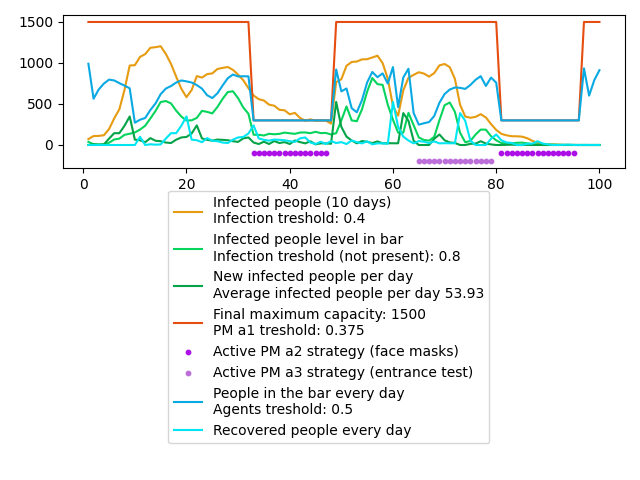 1500
1000
500
0
0 20 40 60 80 100
Infected people (10 days)
Infection treshold: 0.4
Infected people level in bar
Infection treshold (not present): 0.8
New infected people per day
Average infected people per day 53.93
Final maximum capacity: 1500
PM a1 treshold: 0.375
Active PM a2 strategy (face masks)
Active PM a3 strategy (entrance test)
People in the bar every day
Agents treshold: 0.5
Recovered people every day